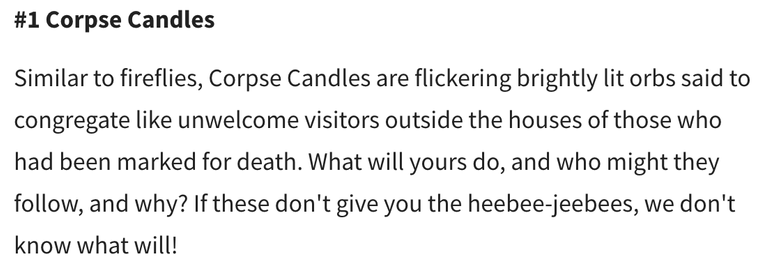 #1 Corpse Candles
Similar to fireflies, Corpse Candles are flickering brightly lit orbs said to
congregate like unwelcome visitors outside the houses of those who
had been marked for death. What will yours do, and who might they
follow, and why? If these don't give you the heebee-jeebees, we don't
know what will!